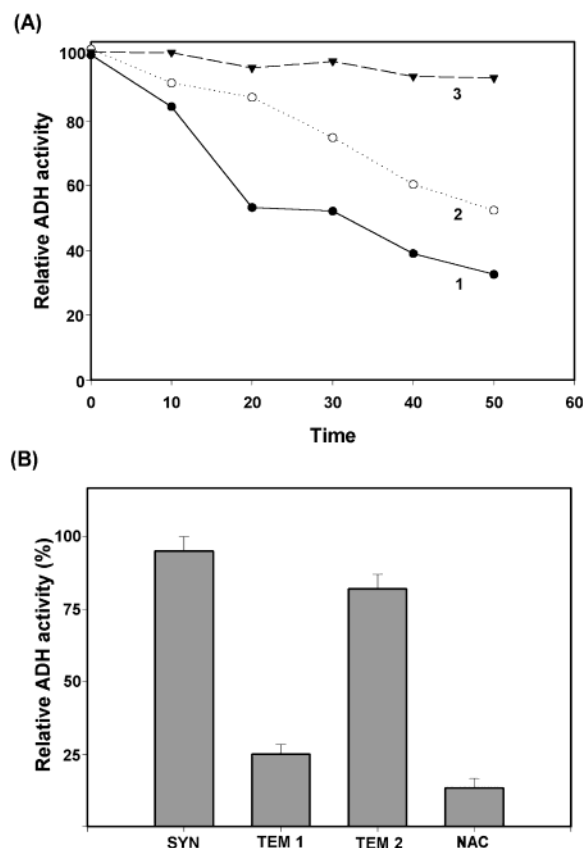 (A)
Relative ADH activity
100
80
60
40
20
0
3
2
1
0 10 20 30 40 50 60
Time
(B)
Relative ADH activity (%)
100
75
50
25
SYN TEM 1 TEM 2 NAC